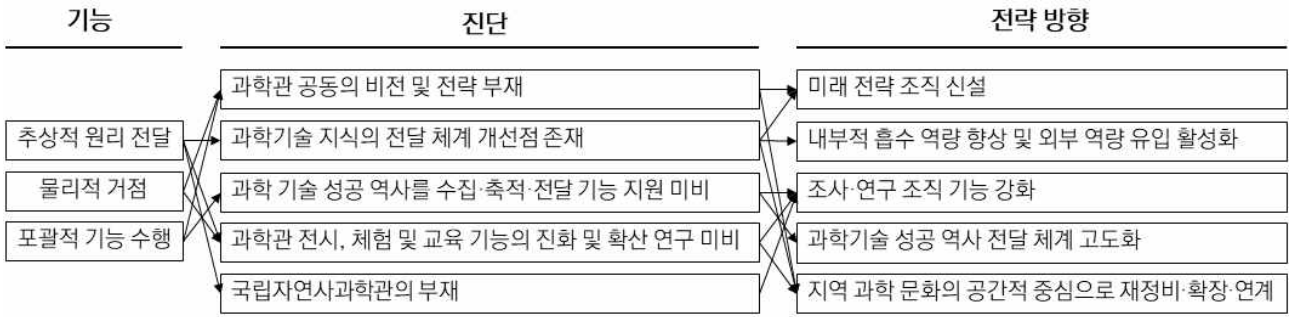 기능
진단
전략 방향
추상적 원리 전달
물리적 거점
포괄적 기능 수행
과학관 공동의 비전 및 전략 부재
과학기술 지식의 전달 체계 개선점 존재
과학 기술 성공 역사를 수집·축적·전달 기능 지원 미비
과학관 전시, 체험 및 교육 기능의 진화 및 확산 연구 미비
국립자연사과학관의 부재
미래 전략 조직 신설
내부적 흡수 역량 향상 및 외부 역량 유입 활성화
조사·연구 조직 기능 강화
과학기술 성공 역사 전달 체계 고도화
지역 과학 문화의 공간적 중심으로 재정비·확장·연계